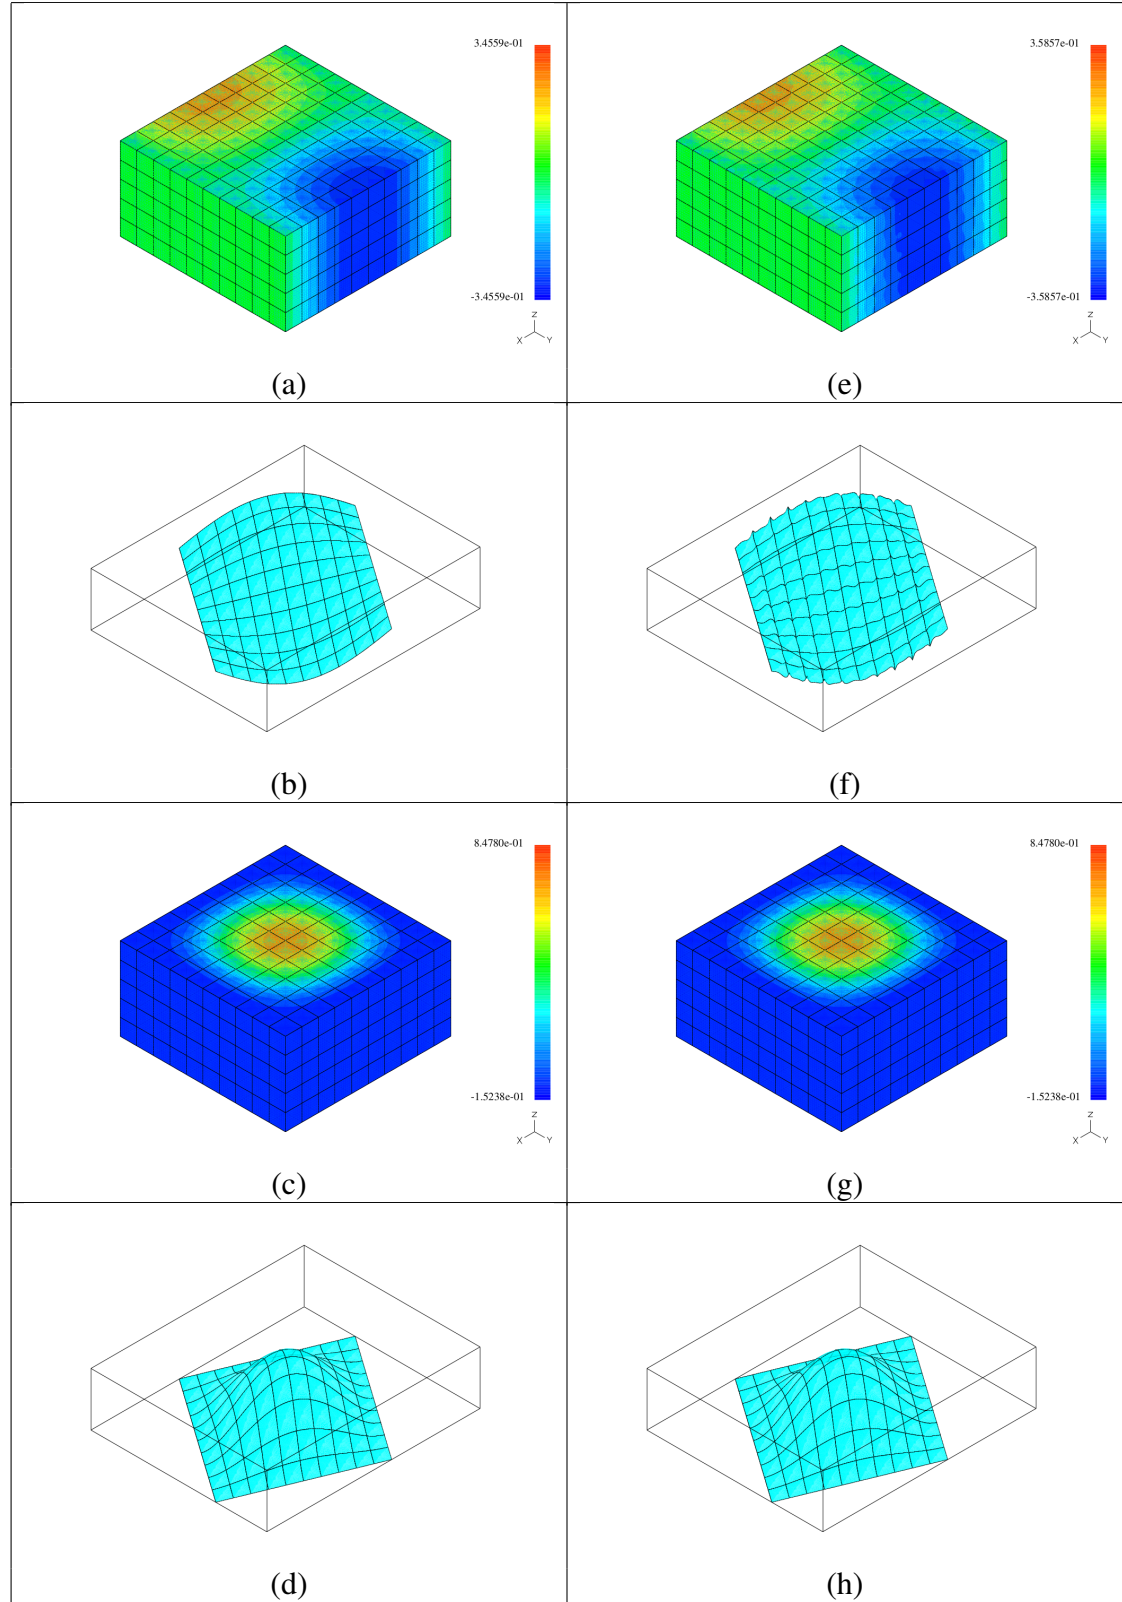 3.4559e-01
-3.4559e-01
Z
X Y
(a)
3.5857e-01
-3.5857e-01
Z
X Y
(e)
(b)
(f)
8.4780e-01
-1.5238e-01
Z
X Y
(c)
8.4780e-01
-1.5238e-01
Z
X Y
(g)
(d)
(h)